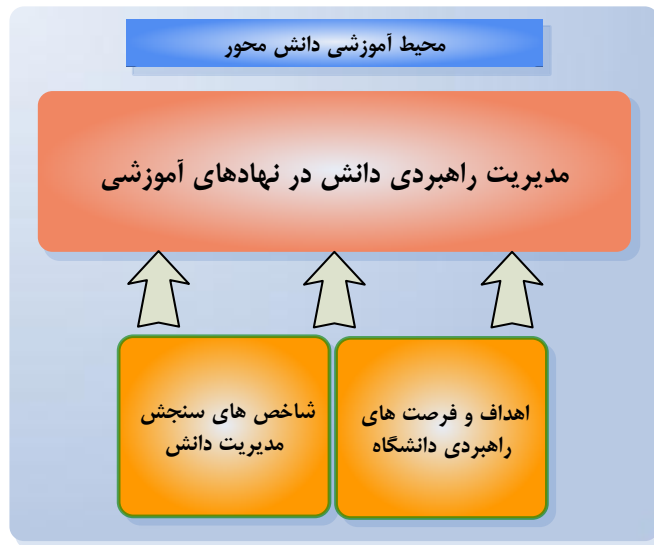 محیط آموزشی دانش محور
مدیریت راهبردی دانش در نهادهای آموزشی
اهداف و فرصت های
راهبردی دانشگاه
شاخص های سنجش
مدیریت دانش